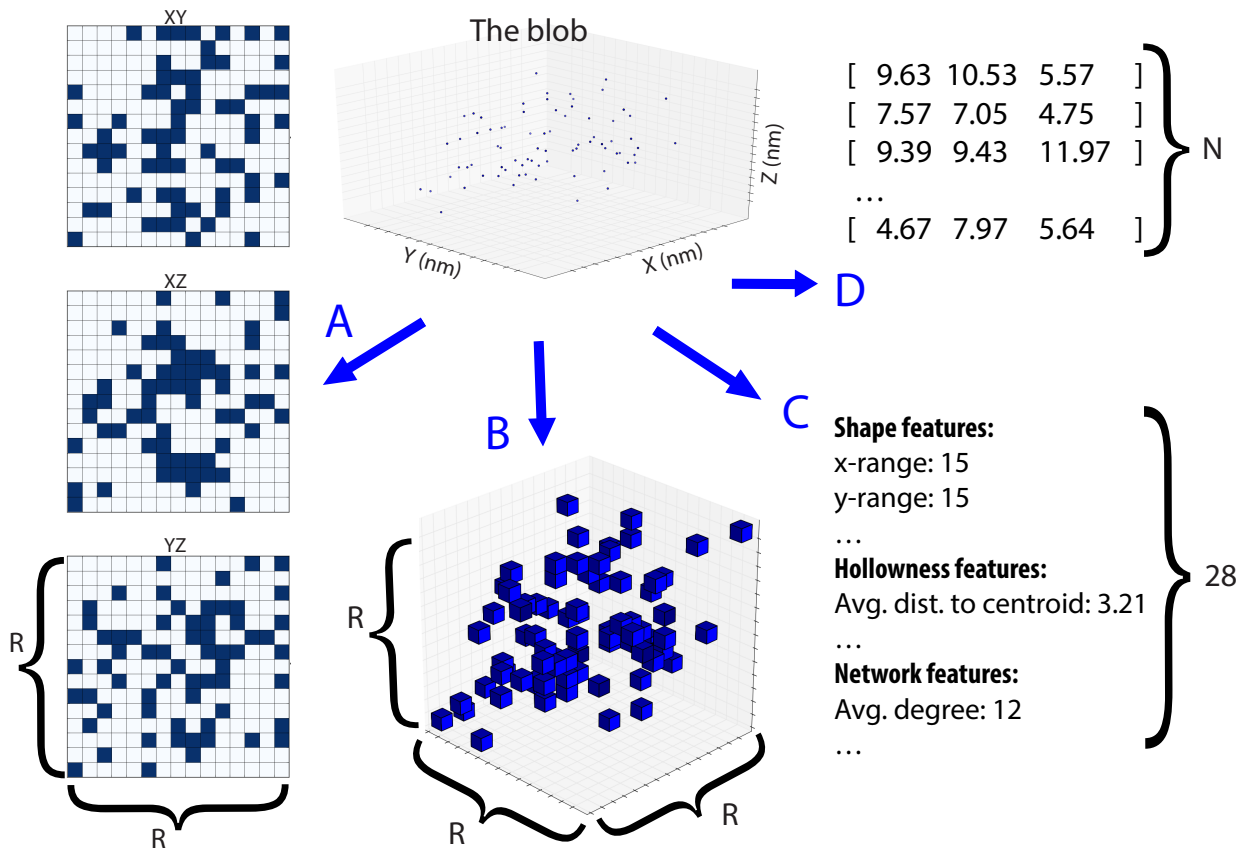 XY
The blob
Z (nm)
Y (nm)
X (nm)
[ 9.63 10.53 5.57 ]
[ 7.57 7.05 4.75 ]
[ 9.39 9.43 11.97 ]
...
[ 4.67 7.97 5.64 ]
N
XZ
A
B
C
D
YZ
R
R
R
R
R
Shape features:
x-range: 15
y-range: 15
...
Hollowness features:
Avg. dist. to centroid: 3.21
...
Network features:
Avg. degree: 12
...
28